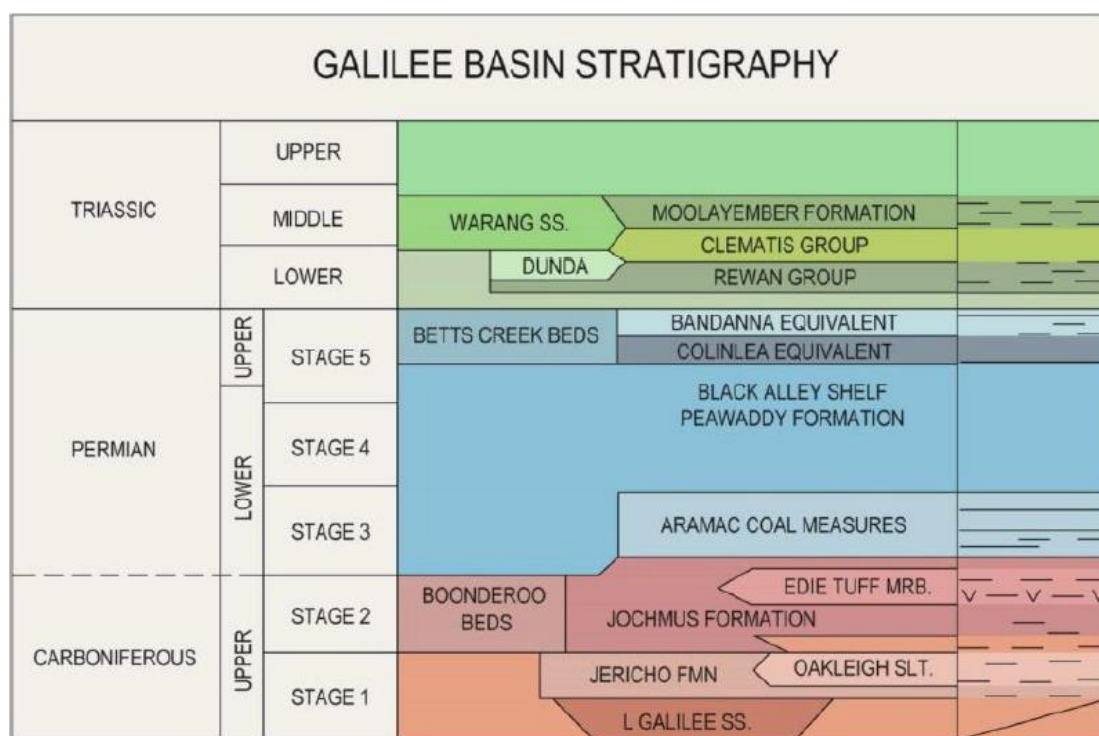 GALILEE BASIN STRATIGRAPHY
TRIASSIC
UPPER
MIDDLE
LOWER
WARANG SS.
MOOLAYEMBER FORMATION
CLEMATIS GROUP
DUNDA
REWAN GROUP
PERMIAN
UPPER
LOWER
STAGE 5
STAGE 4
STAGE 3
BETTS CREEK BEDS
BANDANNA EQUIVALENT
COLINLEA EQUIVALENT
BLACK ALLEY SHELF
PEAWADDY FORMATION
ARAMAC COAL MEASURES
CARBONIFEROUS
UPPER
STAGE 2
STAGE 1
BOONDEROO
BEDS
EDIE TUFF MRB.
JOCHMUS FORMATION
JERICHO FMN
OAKLEIGH SLT.
L GALILEE SS.